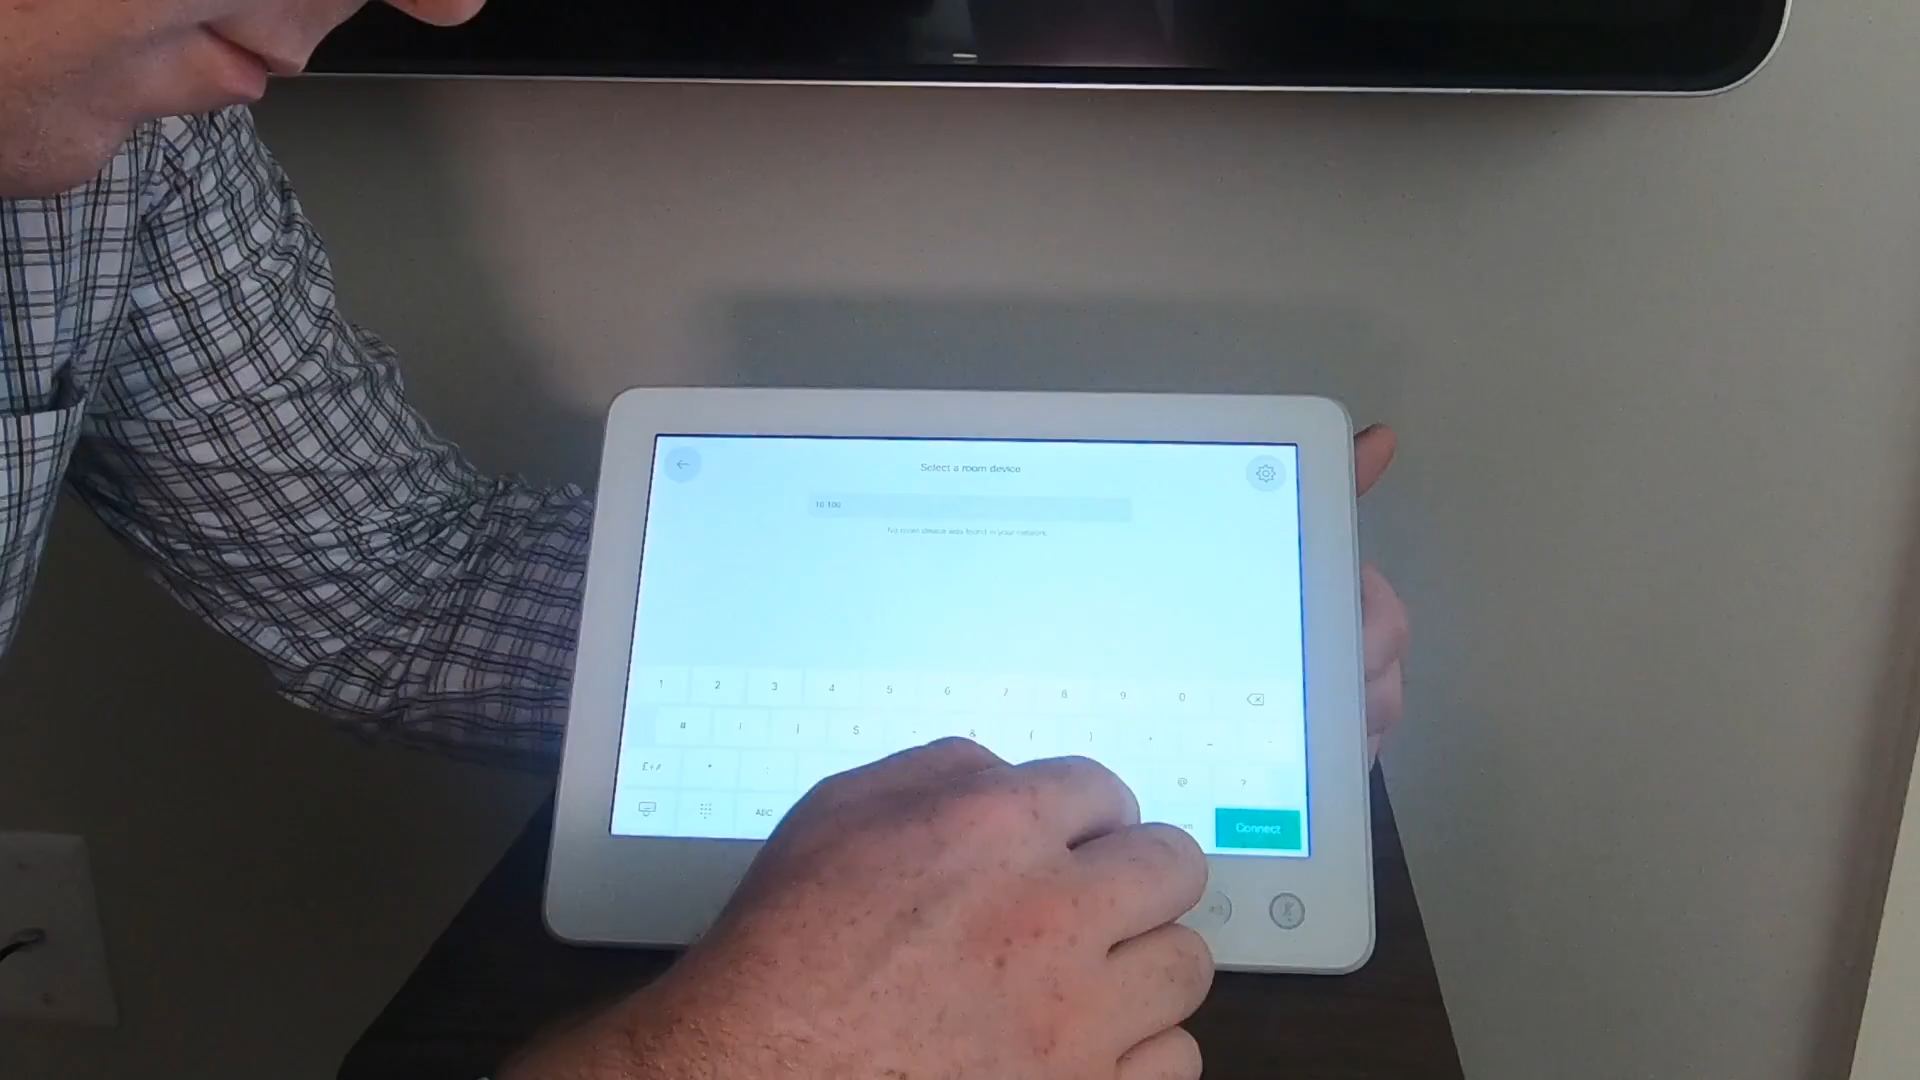 Select a room device
10.100
No room device was found in your network.
1 2 3 4 5 6 7 8 9 0
# ! | $ ~ & ( ) + _ -
* : @ ?
ABC Connect